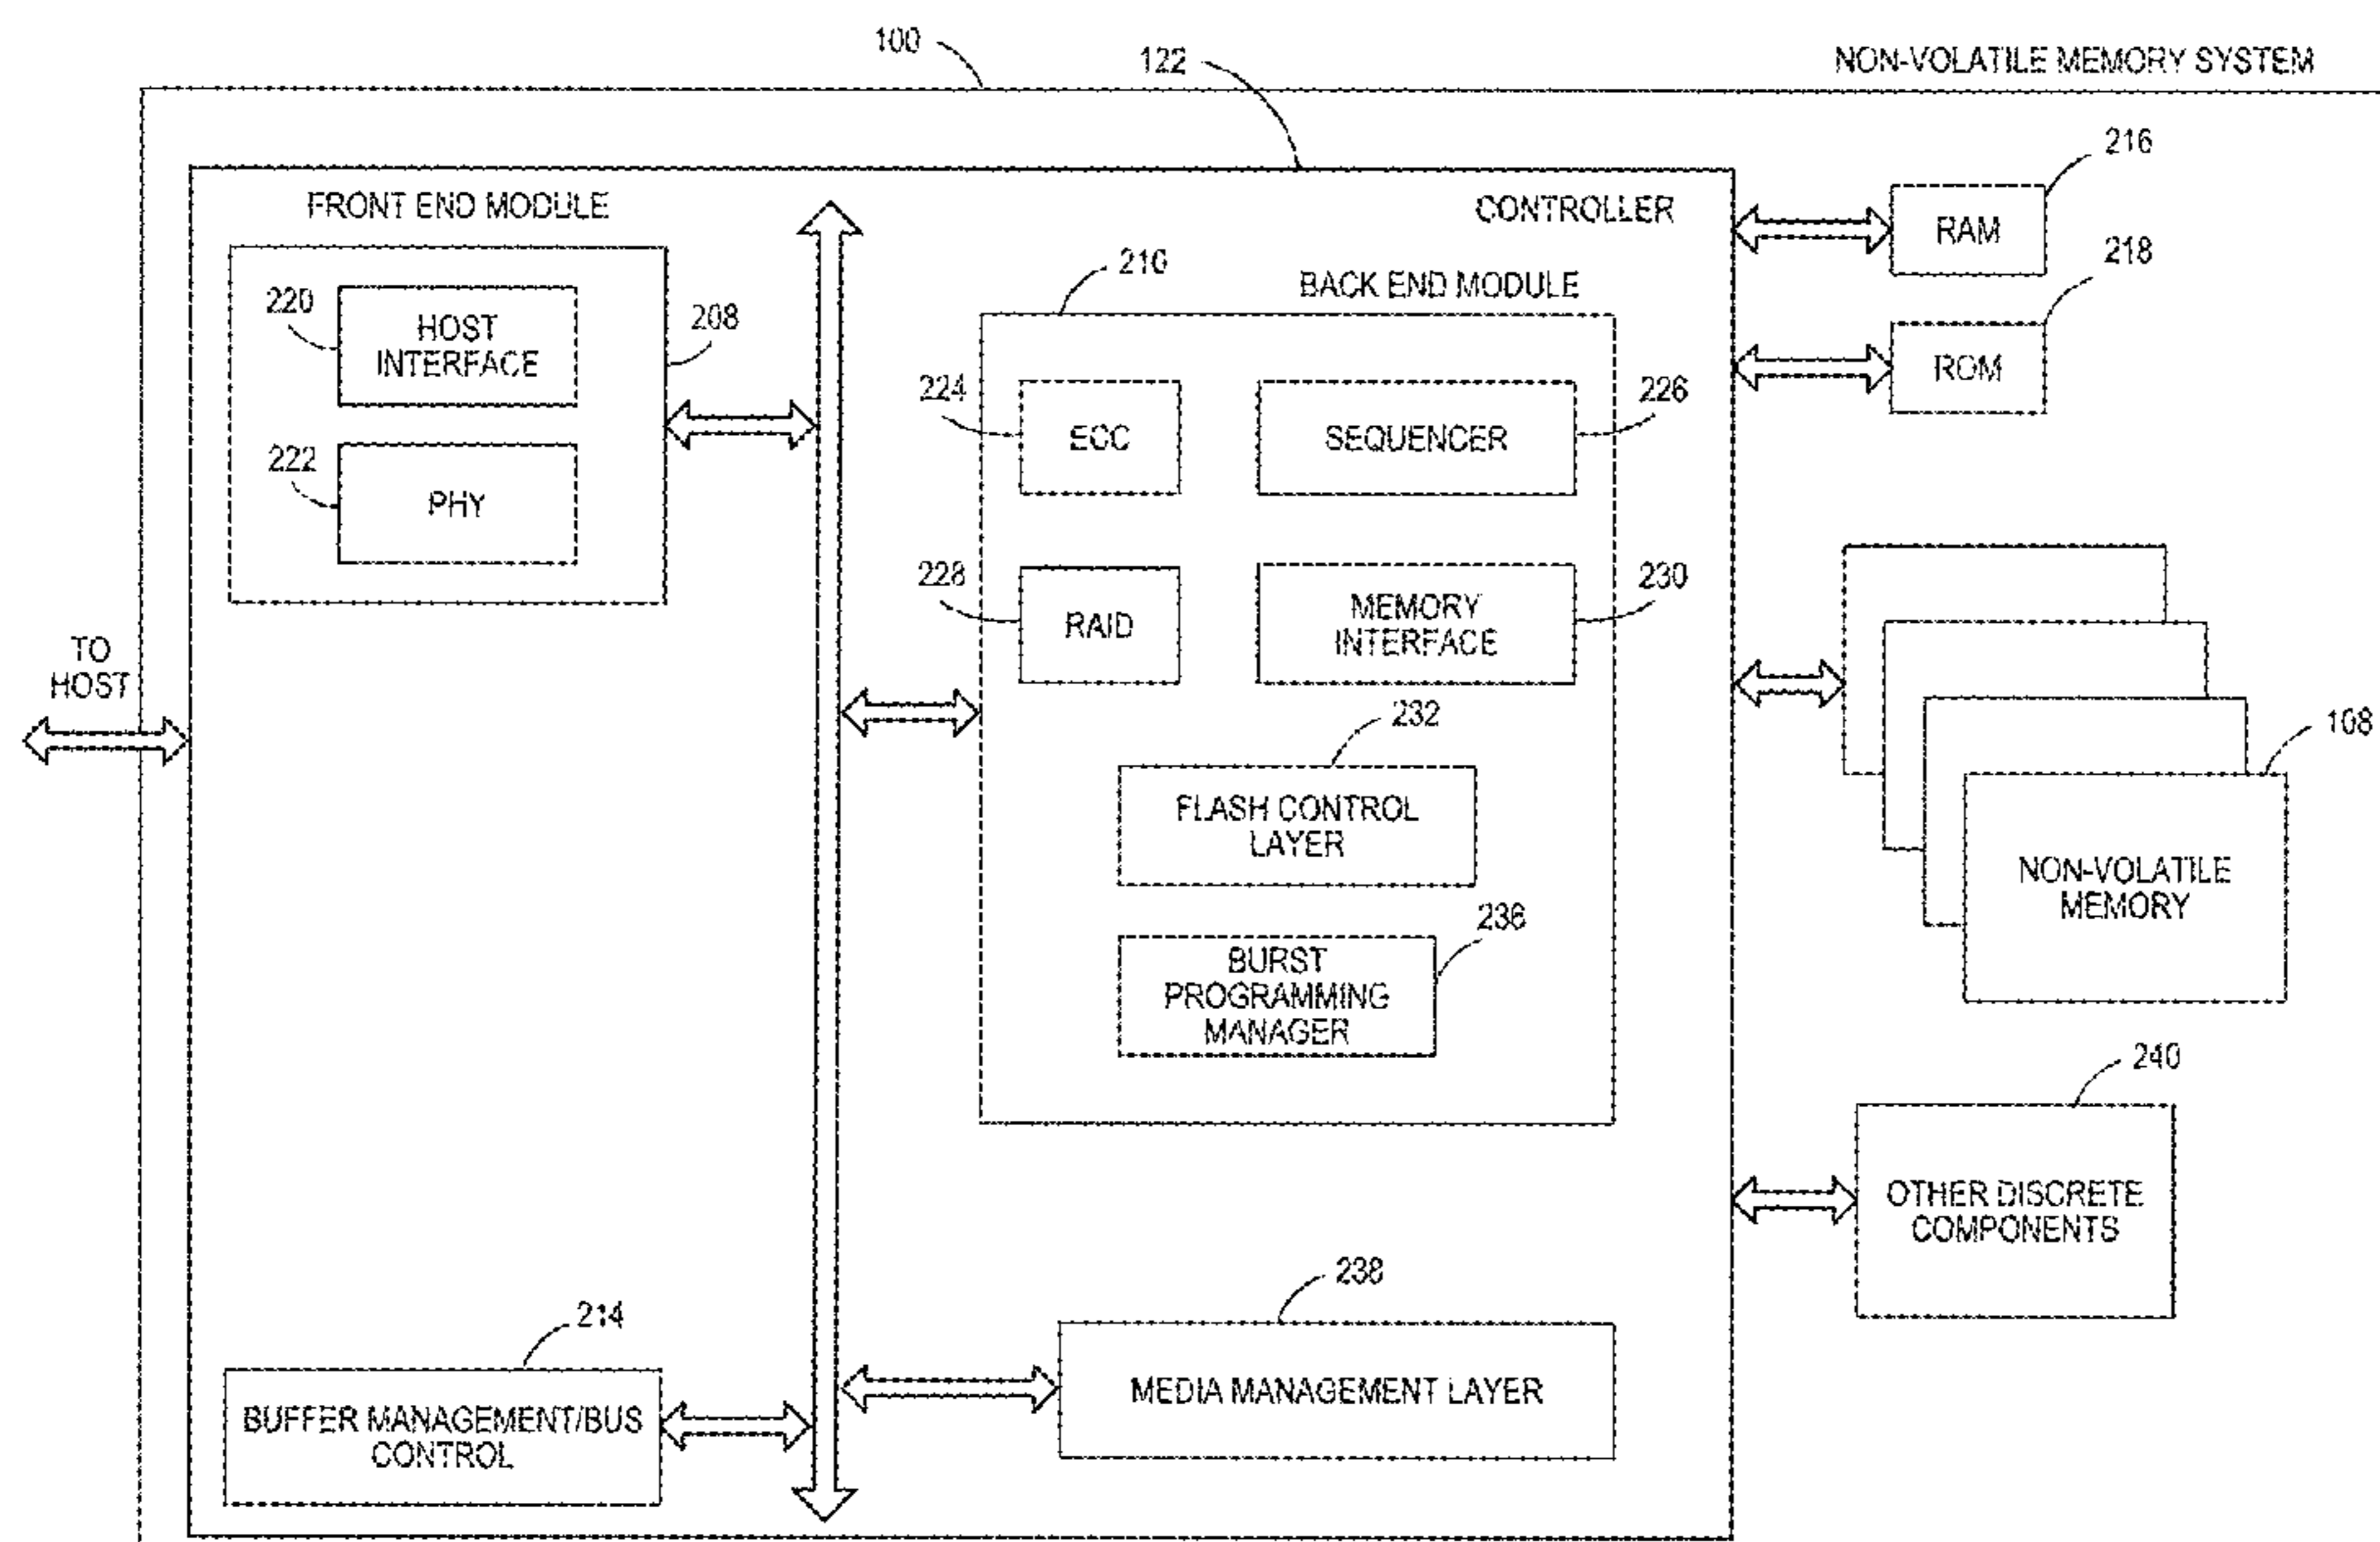 100
122
NON-VOLATILE MEMORY SYSTEM
216
FRONT END MODULE
CONTROLLER
RAM
210
218
BACK END MODULE
220
HOST
INTERFACE
208
ROM
224
ECC
SEQUENCER
226
222
PHY
228
RAID
MEMORY
INTERFACE
230
TO
HOST
232
108
FLASH CONTROL
LAYER
NON-VOLATILE
MEMORY
236
BURST
PROGRAMMING
MANAGER
240
OTHER DISCRETE
COMPONENTS
238
214
MEDIA MANAGEMENT LAYER
BUFFER MANAGEMENT/BUS
CONTROL